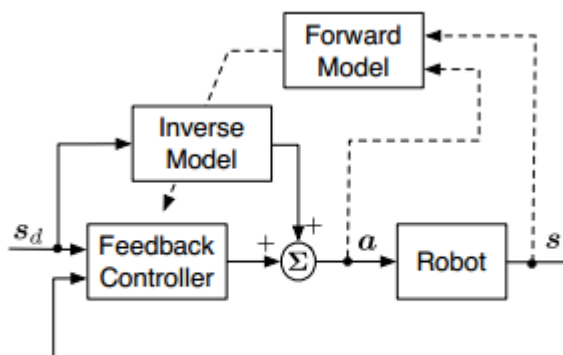 Forward
Model
Inverse
Model
s_d
Feedback
Controller
+
+
Σ
a
Robot
s